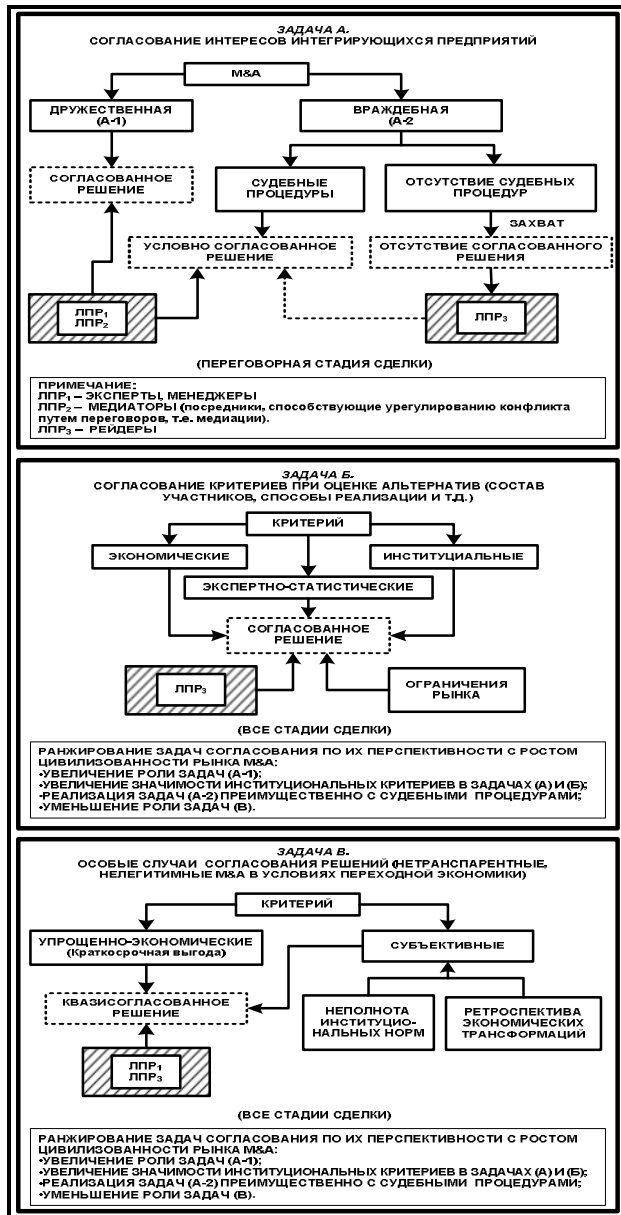 ЗАДАЧА А.
СОГЛАСОВАНИЕ ИНТЕРЕСОВ ИНТЕГРИРУЮЩИХСЯ ПРЕДПРИЯТИЙ
M&A
ДРУЖЕСТВЕННАЯ
(А-1)
ВРАЖДЕБНАЯ
(А-2
СОГЛАСОВАННОЕ
РЕШЕНИЕ
СУДЕБНЫЕ
ПРОЦЕДУРЫ
ОТСУТСТВИЕ СУДЕБНЫХ
ПРОЦЕДУР
ЗАХВАТ
УСЛОВНО СОГЛАСОВАННОЕ
РЕШЕНИЕ
ОТСУТСТВИЕ СОГЛАСОВАННОГО
РЕШЕНИЯ
ЛПР₁
ЛПР₂
ЛПР₃
(ПЕРЕГОВОРНАЯ СТАДИЯ СДЕЛКИ)
ПРИМЕЧАНИЕ:
ЛПР₁ – ЭКСПЕРТЫ, МЕНЕДЖЕРЫ
ЛПР₂ – МЕДИАТОРЫ (посредники, способствующие урегулированию конфликта
путем переговоров, т.е. медиации).
ЛПР₃ – РЕЙДЕРЫ
ЗАДАЧА Б.
СОГЛАСОВАНИЕ КРИТЕРИЕВ ПРИ ОЦЕНКЕ АЛЬТЕРНАТИВ (СОСТАВ
УЧАСТНИКОВ, СПОСОБЫ РЕАЛИЗАЦИИ И Т.Д.)
КРИТЕРИЙ
ЭКОНОМИЧЕСКИЕ
ИНСТИТУЦИАЛЬНЫЕ
ЭКСПЕРТНО-СТАТИСТИЧЕСКИЕ
СОГЛАСОВАННОЕ
РЕШЕНИЕ
ЛПР₃
ОГРАНИЧЕНИЯ
РЫНКА
(ВСЕ СТАДИИ СДЕЛКИ)
РАНЖИРОВАНИЕ ЗАДАЧ СОГЛАСОВАНИЯ ПО ИХ ПЕРСПЕКТИВНОСТИ С РОСТОМ
ЦИВИЛИЗОВАННОСТИ РЫНКА M&A:
•УВЕЛИЧЕНИЕ РОЛИ ЗАДАЧ (А-1);
•УВЕЛИЧЕНИЕ ЗНАЧИМОСТИ ИНСТИТУЦИОНАЛЬНЫХ КРИТЕРИЕВ В ЗАДАЧАХ (А) И (Б);
•РЕАЛИЗАЦИЯ ЗАДАЧ (А-2) ПРЕИМУЩЕСТВЕННО С СУДЕБНЫМИ ПРОЦЕДУРАМИ;
•УМЕНЬШЕНИЕ РОЛИ ЗАДАЧ (В).
ЗАДАЧА В.
ОСОБЫЕ СЛУЧАИ СОГЛАСОВАНИЯ РЕШЕНИЙ (НЕТРАНСПАРЕНТНЫЕ,
НЕЛЕГИТИМНЫЕ M&A В УСЛОВИЯХ ПЕРЕХОДНОЙ ЭКОНОМИКИ)
КРИТЕРИЙ
УПРОЩЕННО-ЭКОНОМИЧЕСКИЕ
(Краткосрочная выгода)
СУБЪЕКТИВНЫЕ
КВАЗИСОГЛАСОВАННОЕ
РЕШЕНИЕ
НЕПОЛНОТА
ИНСТИТУЦИО-
НАЛЬНЫХ НОРМ
РЕТРОСПЕКТИВА
ЭКОНОМИЧЕСКИХ
ТРАНСФОРМАЦИЙ
ЛПР₁
ЛПР₃
(ВСЕ СТАДИИ СДЕЛКИ)
РАНЖИРОВАНИЕ ЗАДАЧ СОГЛАСОВАНИЯ ПО ИХ ПЕРСПЕКТИВНОСТИ С РОСТОМ
ЦИВИЛИЗОВАННОСТИ РЫНКА M&A:
•УВЕЛИЧЕНИЕ РОЛИ ЗАДАЧ (А-1);
•УВЕЛИЧЕНИЕ ЗНАЧИМОСТИ ИНСТИТУЦИОНАЛЬНЫХ КРИТЕРИЕВ В ЗАДАЧАХ (А) И (Б);
•РЕАЛИЗАЦИЯ ЗАДАЧ (А-2) ПРЕИМУЩЕСТВЕННО С СУДЕБНЫМИ ПРОЦЕДУРАМИ;
•УМЕНЬШЕНИЕ РОЛИ ЗАДАЧ (В).